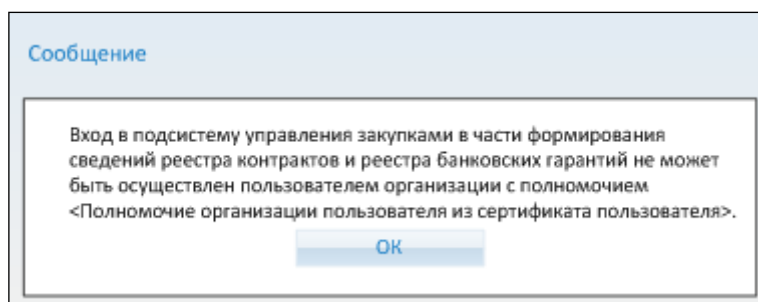 Сообщение
Вход в подсистему управления закупками в части формирования
сведений реестра контрактов и реестра банковских гарантий не может
быть осуществлен пользователем организации с полномочием
<Полномочие организации пользователя из сертификата пользователя>.
ОК